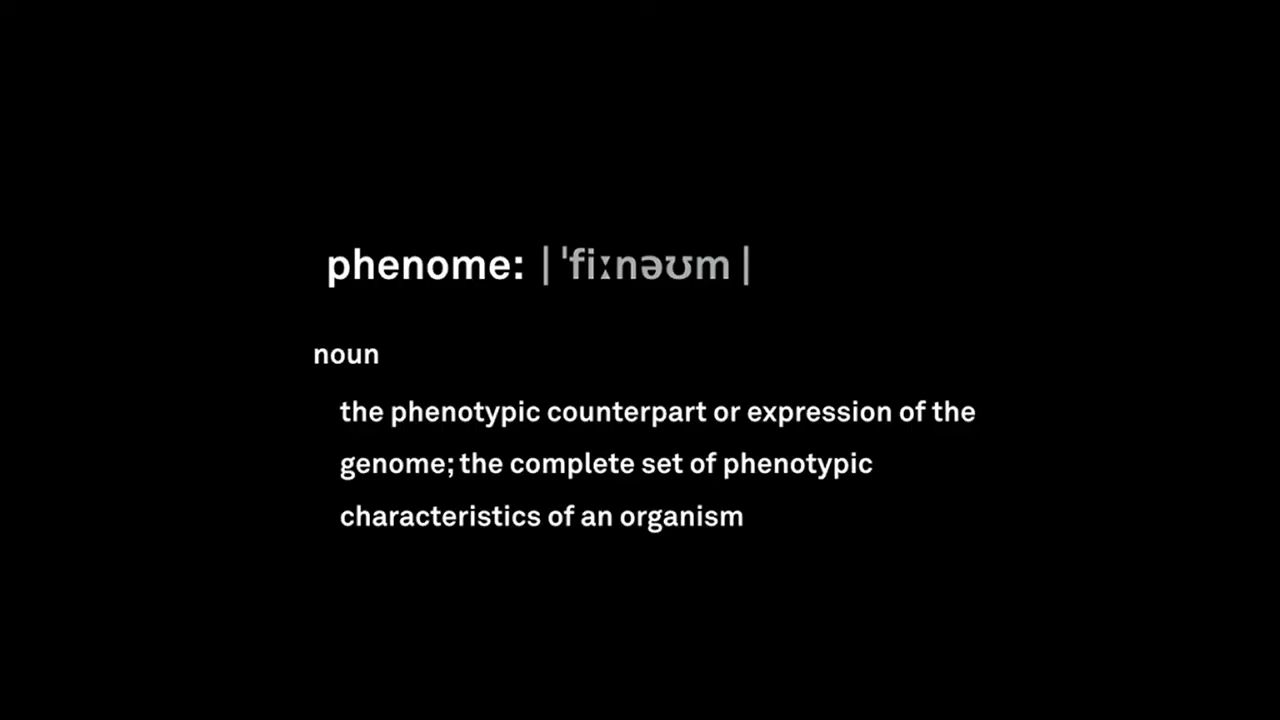 phenome: |ˈfiːnəʊm|
noun
the phenotypic counterpart or expression of the
genome; the complete set of phenotypic
characteristics of an organism